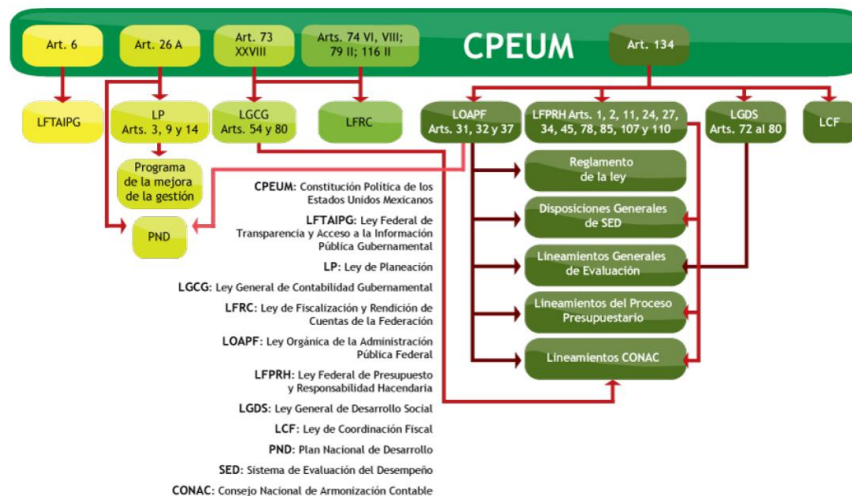 Art. 6
Art. 26 A
Art. 73
XXVIII
Arts. 74 VI, VIII;
79 II; 116 II
CPEUM
Art. 134
LFTAIPG
LP
Arts. 3, 9 y 14
LGCG
Arts. 54 y 80
LFRC
LOAPF
Arts. 31, 32 y 37
LFPRH Arts. 1, 2, 11, 24, 27,
34, 45, 78, 85, 107 y 110
LGDS
Arts. 72 al 80
LCF
Programa
de la mejora
de la gestión
PND
Reglamento
de la ley
Disposiciones Generales
de SED
Lineamientos Generales
de Evaluación
Lineamientos del Proceso
Presupuestario
Lineamientos CONAC
CPEUM: Constitución Política de los
Estados Unidos Mexicanos
LFTAIPG: Ley Federal de
Transparencia y Acceso a la Información
Pública Gubernamental
LP: Ley de Planeación
LGCG: Ley General de Contabilidad Gubernamental
LFRC: Ley de Fiscalización y Rendición de
Cuentas de la Federación
LOAPF: Ley Orgánica de la Administración
Pública Federal
LFPRH: Ley Federal de Presupuesto
y Responsabilidad Hacendaria
LGDS: Ley General de Desarrollo Social
LCF: Ley de Coordinación Fiscal
PND: Plan Nacional de Desarrollo
SED: Sistema de Evaluación del Desempeño
CONAC: Consejo Nacional de Armonización Contable